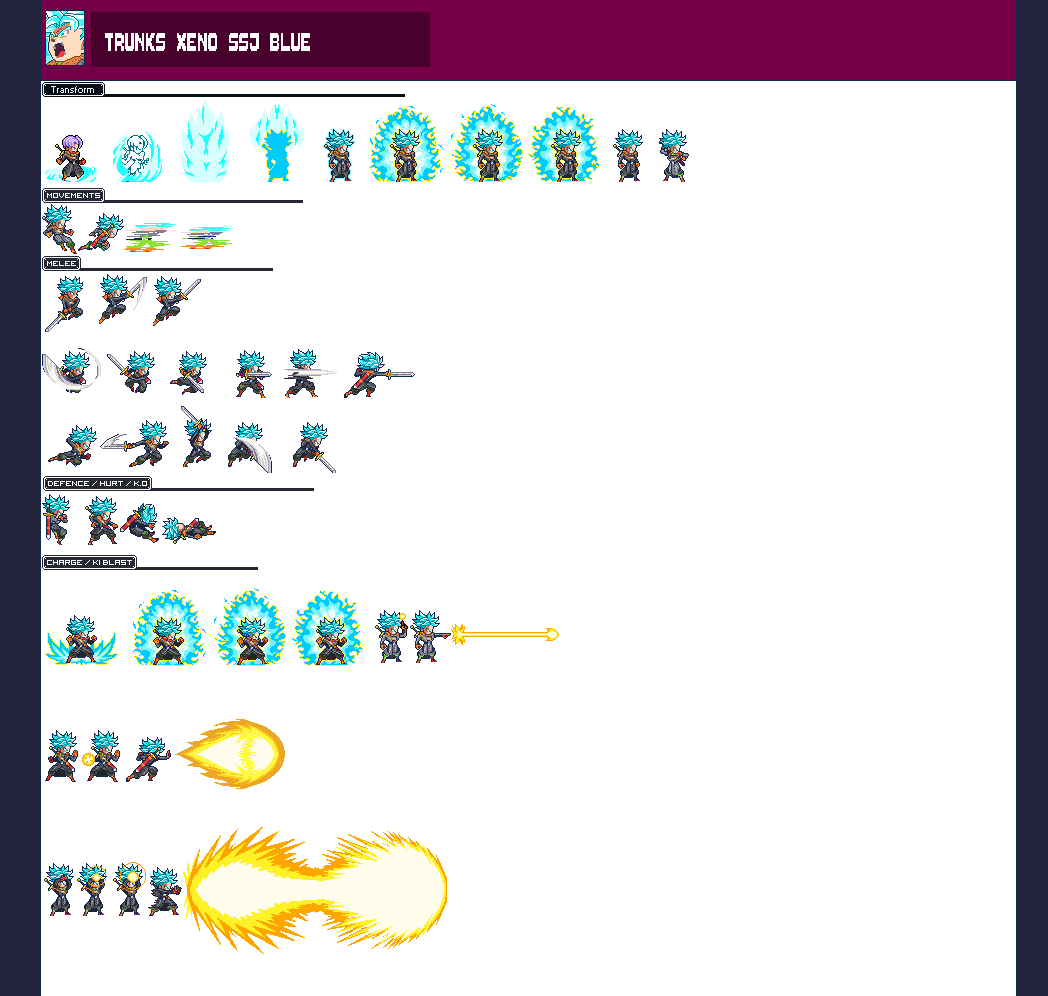 TRUNKS XENO SSJ BLUE
Transform
MOVEMENTS
MELEE
DEFENCE / HURT / K.O
CHARGE / KI BLAST